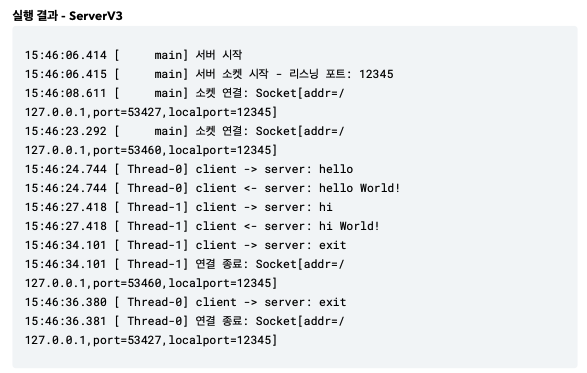 실행 결과 - ServerV3
15:46:06.414 [     main] 서버 시작
15:46:06.415 [     main] 서버 소켓 시작 - 리스닝 포트: 12345
15:46:08.611 [     main] 소켓 연결: Socket[addr=/
127.0.0.1,port=53427,localport=12345]
15:46:23.292 [     main] 소켓 연결: Socket[addr=/
127.0.0.1,port=53460,localport=12345]
15:46:24.744 [ Thread-0] client -> server: hello
15:46:24.744 [ Thread-0] client <- server: hello World!
15:46:27.418 [ Thread-1] client -> server: hi
15:46:27.418 [ Thread-1] client <- server: hi World!
15:46:34.101 [ Thread-1] client -> server: exit
15:46:34.101 [ Thread-1] 연결 종료: Socket[addr=/
127.0.0.1,port=53460,localport=12345]
15:46:36.380 [ Thread-0] client -> server: exit
15:46:36.381 [ Thread-0] 연결 종료: Socket[addr=/
127.0.0.1,port=53427,localport=12345]